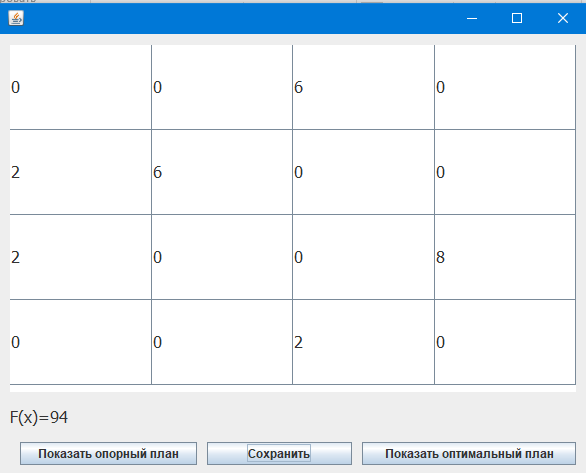 0 0 6 0
2 6 0 0
2 0 0 8
0 0 2 0
F(x)=94
Показать опорный план Сохранить Показать оптимальный план